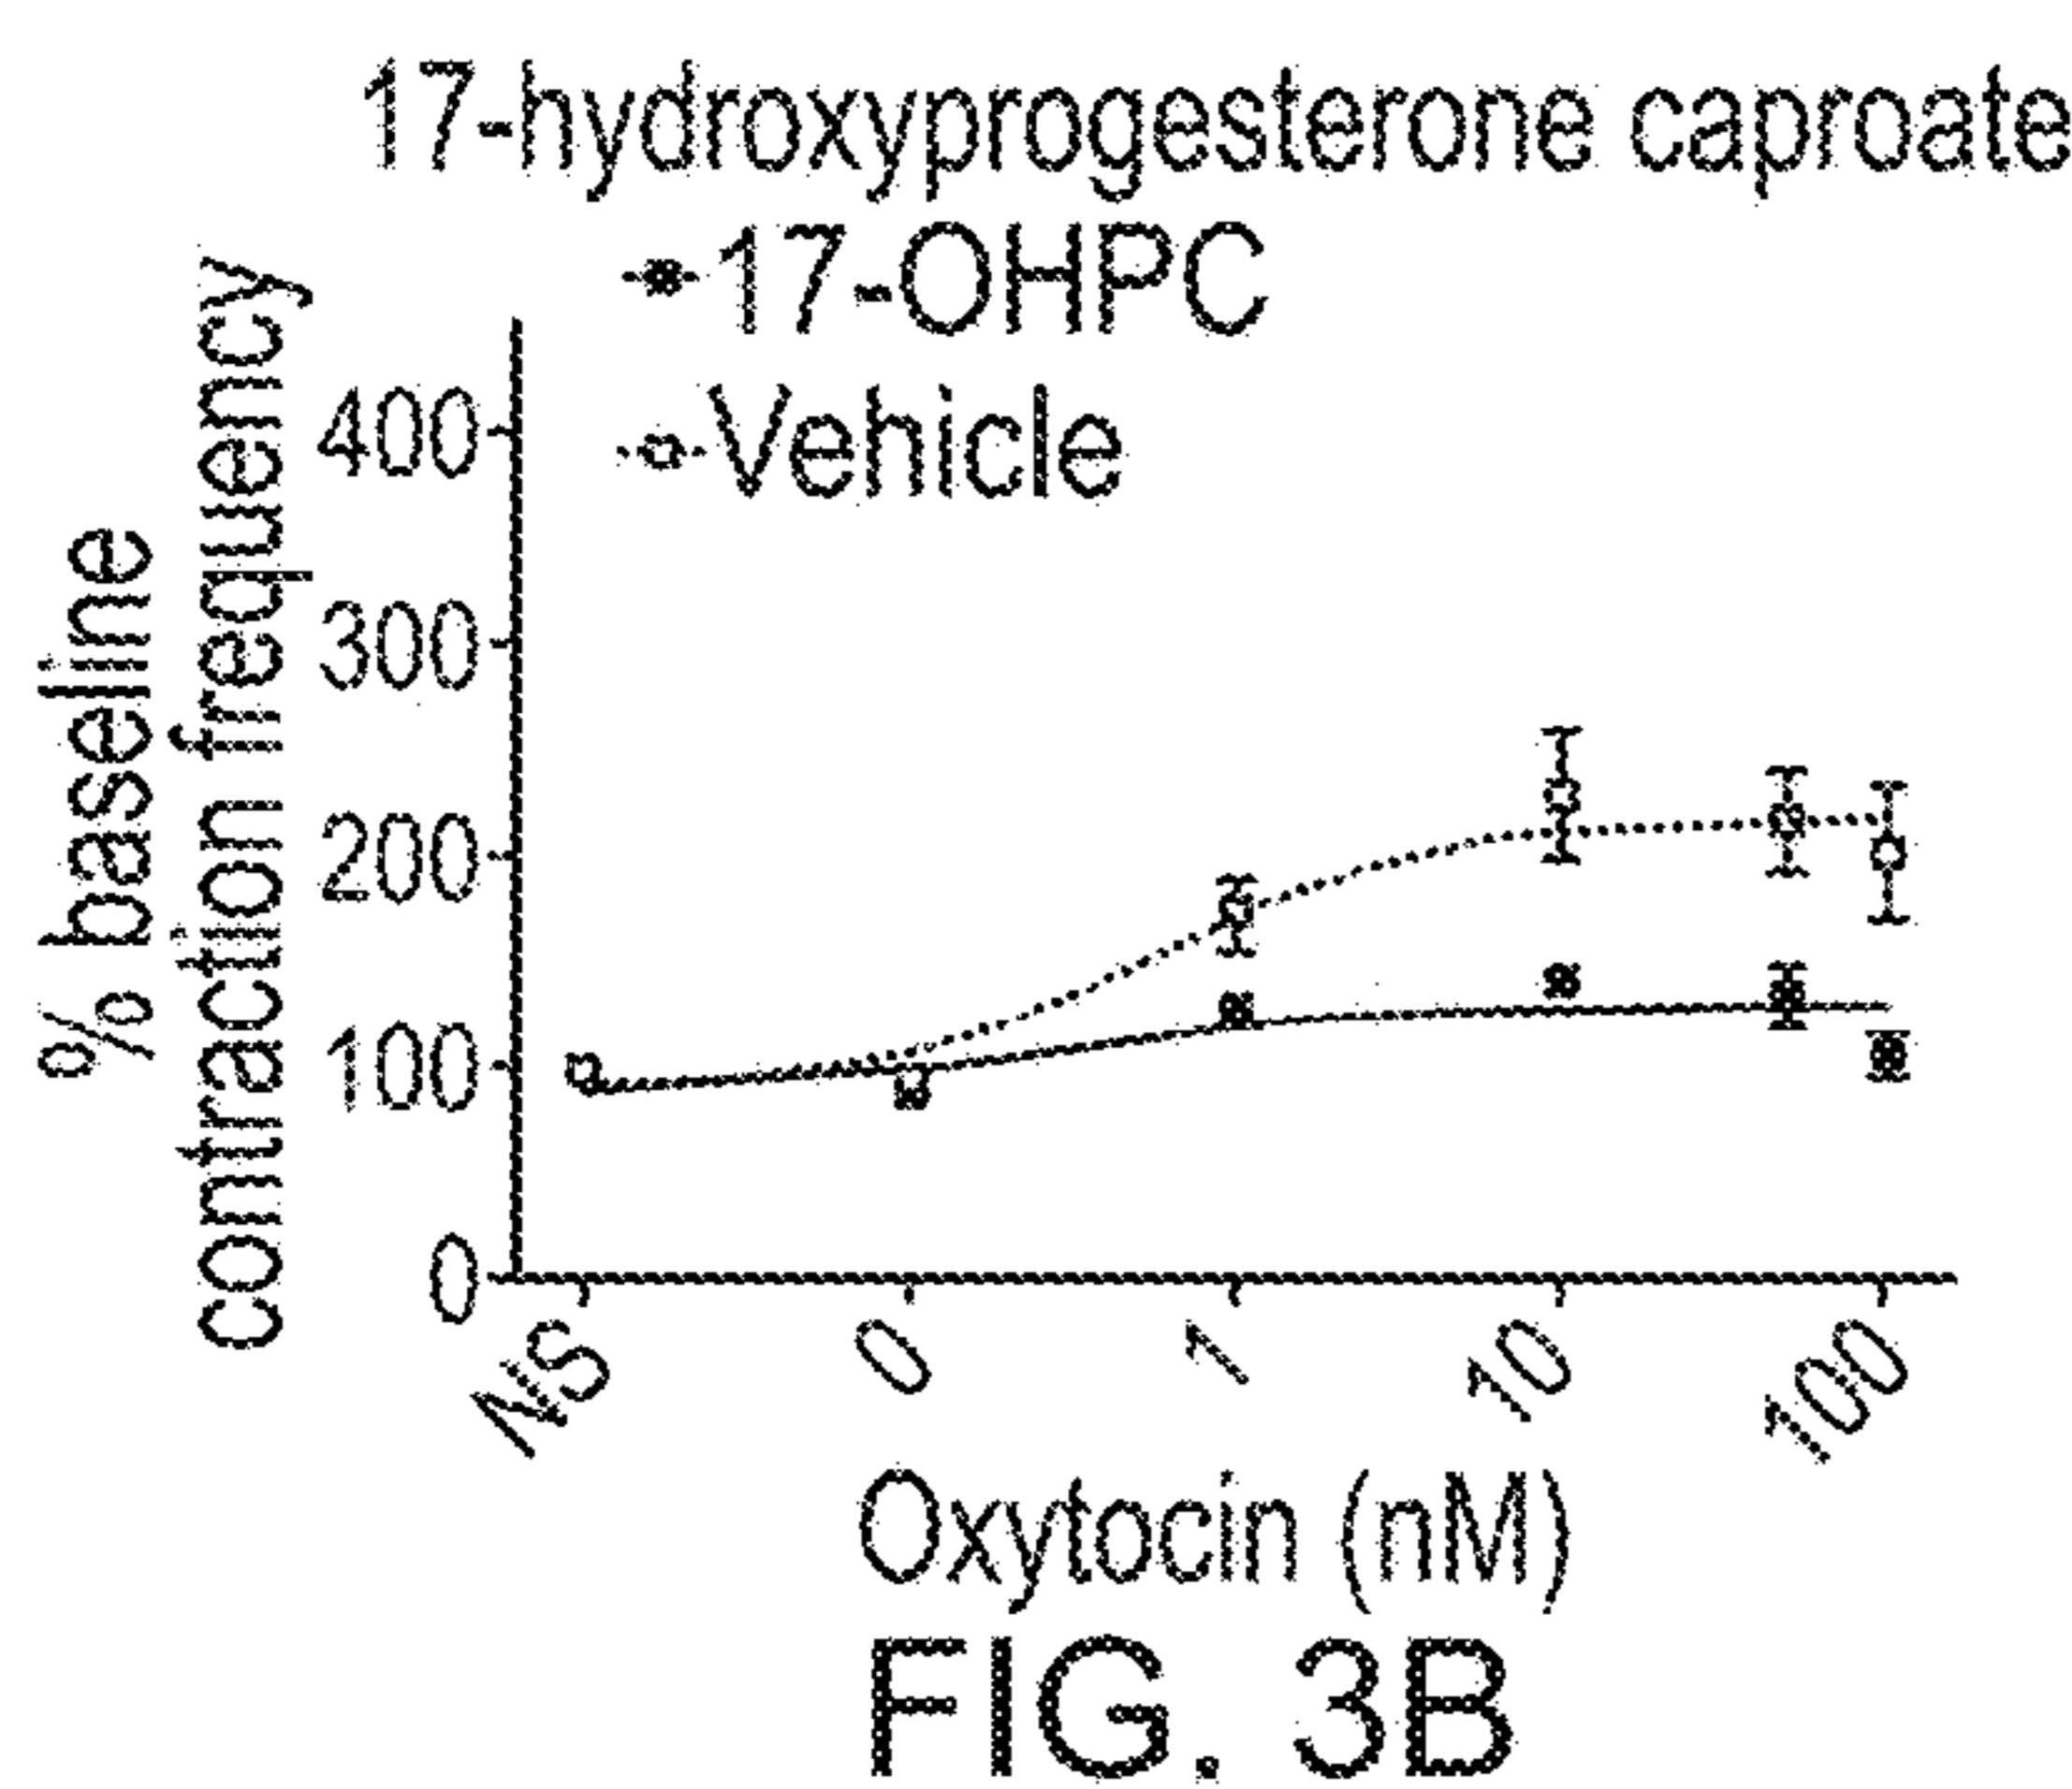 17-hydroxyprogesterone caproate
17-OHPC
Vehicle
% baseline
contraction frequency
400
300
200
100
0
NS
0
1
10
100
Oxytocin (nM)
FIG. 3B